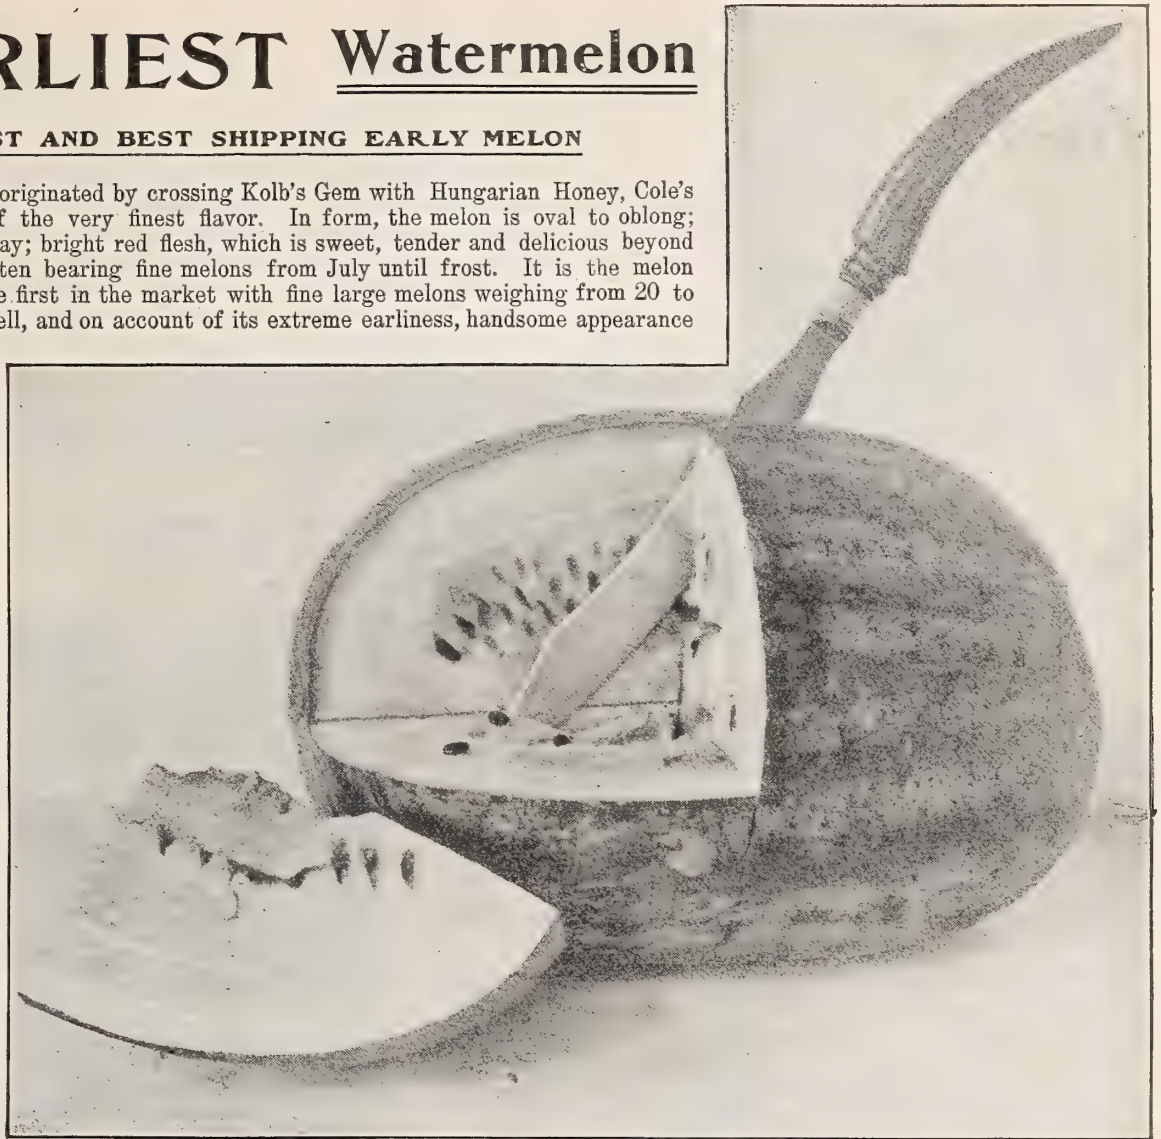 RLIEST Watermelon
ST AND BEST SHIPPING EARLY MELON
originated by crossing Kolb's Gem with Hungarian Honey, Cole's
f the very finest flavor. In form, the melon is oval to oblong;
ay; bright red flesh, which is sweet, tender and delicious beyond
ten bearing fine melons from July until frost. It is the melon
e first in the market with fine large melons weighing from 20 to
ell, and on account of its extreme earliness, handsome appearance